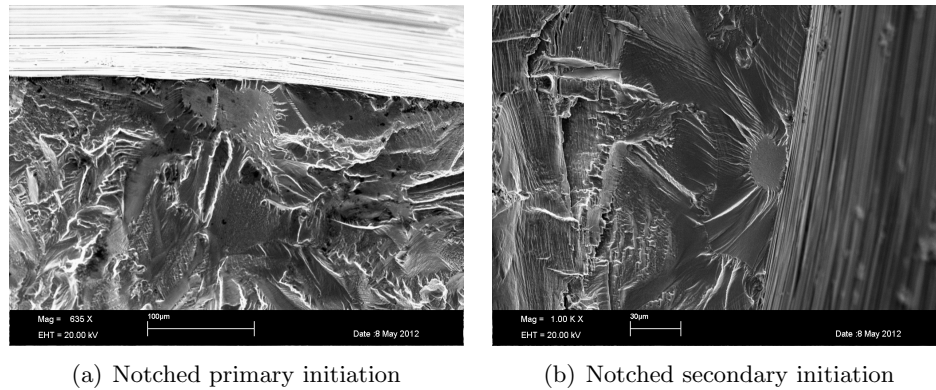 Mag = 635 X
100µm
EHT = 20.00 kV
Date :8 May 2012
Mag = 1.00 K X
30µm
EHT = 20.00 kV
Date :8 May 2012
(a) Notched primary initiation
(b) Notched secondary initiation